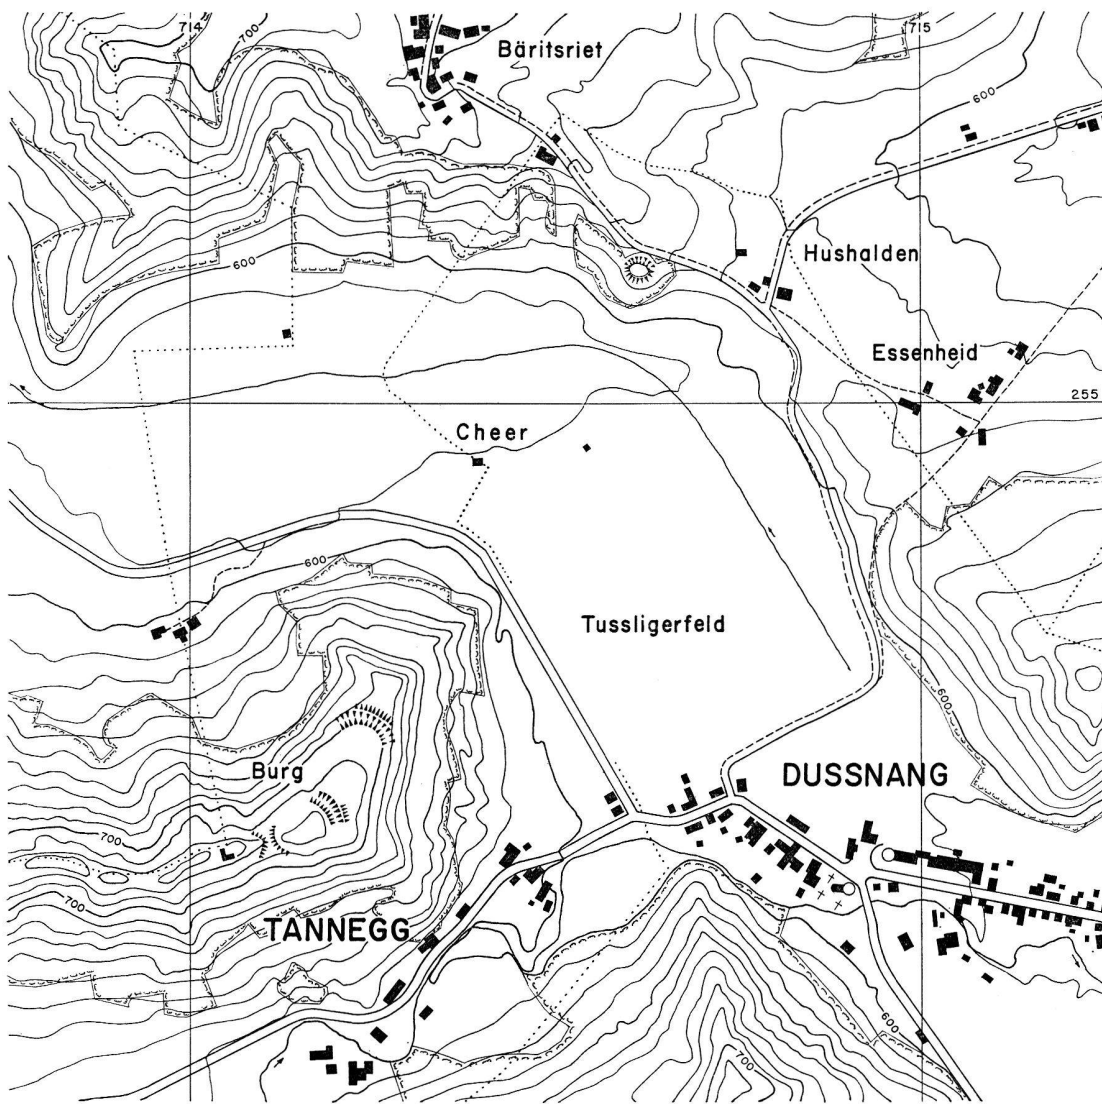 714
700
715
Bäritsriet
600
Hushalden
600
Essenheid
255
Cheer
600
Tussligerfeld
600
Burg
DUSSNANG
700
700
TANNEGG
600
700